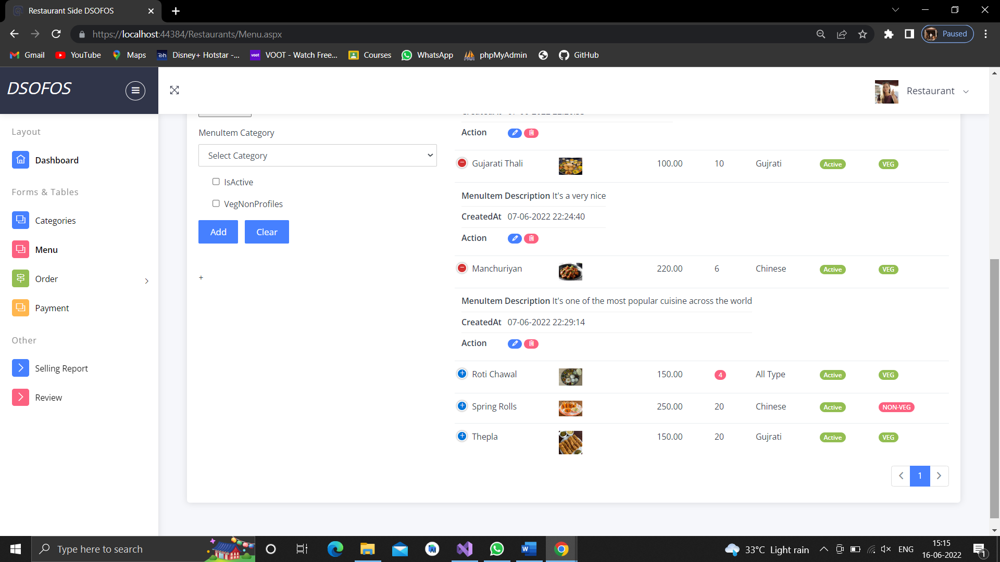 Restaurant Side DSOFOS
https://localhost:44384/Restaurants/Menu.aspx
Paused
Gmail YouTube Maps Disney+ Hotstar -... VOOT - Watch Free... Courses WhatsApp phpMyAdmin GitHub
DSOFOS
Restaurant
Layout
Dashboard
Forms & Tables
Categories
Menu
Order
Payment
Other
Selling Report
Review
MenuItem Category
Select Category
IsActive
VegNonProfiles
Add Clear
+
Action
Gujarati Thali 100.00 10 Gujrati Active VEG
MenuItem Description It's a very nice
CreatedAt 07-06-2022 22:24:40
Action
Manchuriyan 220.00 6 Chinese Active VEG
MenuItem Description It's one of the most popular cuisine across the world
CreatedAt 07-06-2022 22:29:14
Action
Roti Chawal 150.00 4 All Type Active VEG
Spring Rolls 250.00 20 Chinese Active NON-VEG
Thepla 150.00 20 Gujrati Active VEG
1
Type here to search
33°C Light rain
ENG
15:15
16-06-2022
1